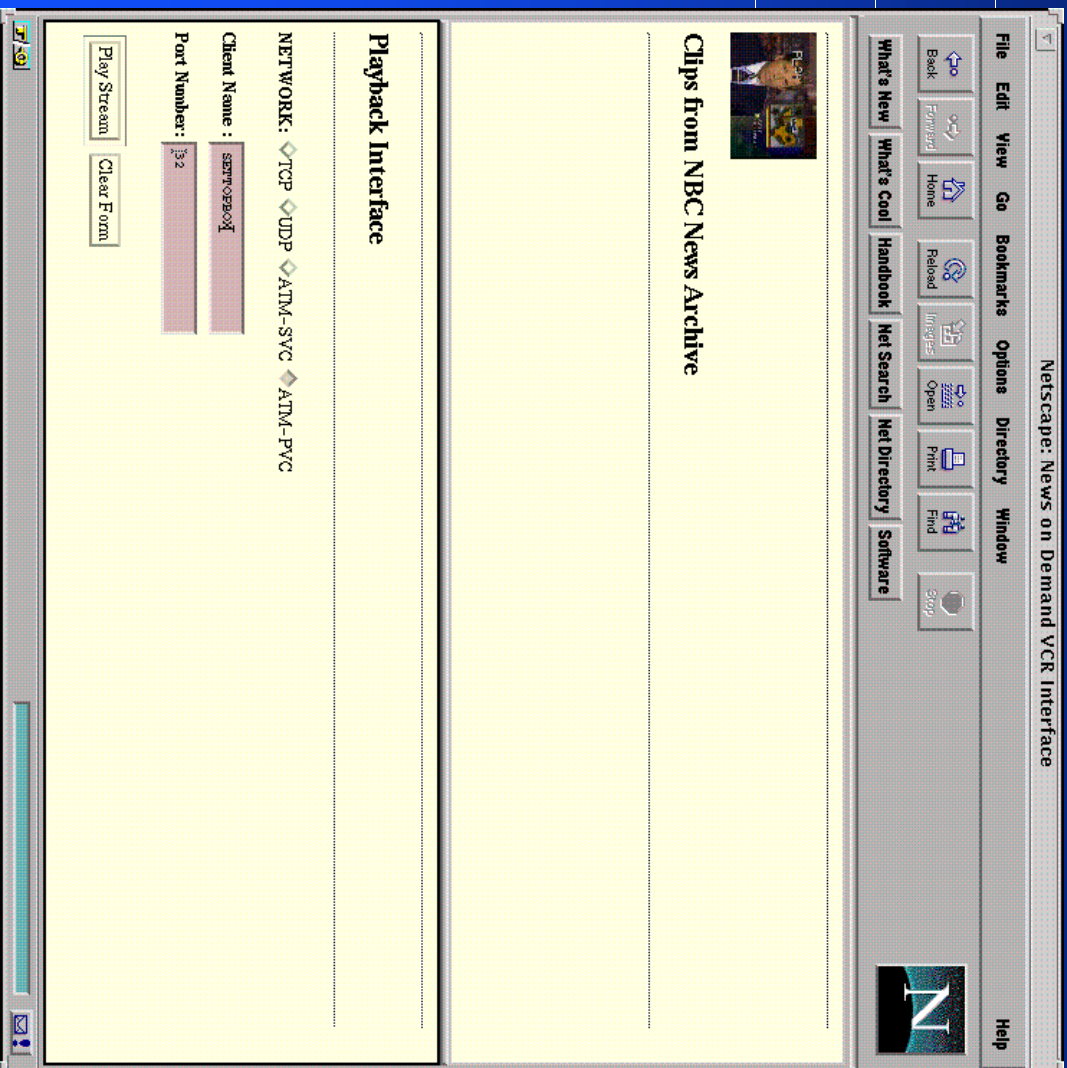 Netscape: News on Demand VCR Interface
File Edit View Go Bookmarks Options Directory Window Help
Back Forward Home Reload Images Open Print Find Stop
What's New What's Cool Handbook Net Search Net Directory Software
N
Clips from NBC News Archive
Playback Interface
NETWORK: TCP UDP ATM-SVC ATM-PVC
Client Name : SETTOPBOX
Port Number: 32
Play Stream Clear Form